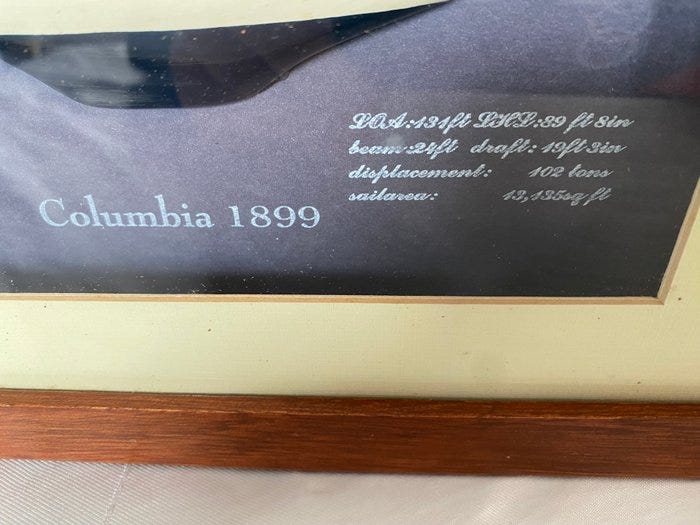 LOA:131ft LHL:89 ft 8in
beam:24ft draft: 19ft 3in
displacement: 102 tons
sailarea: 13,135sq ft
Columbia 1899